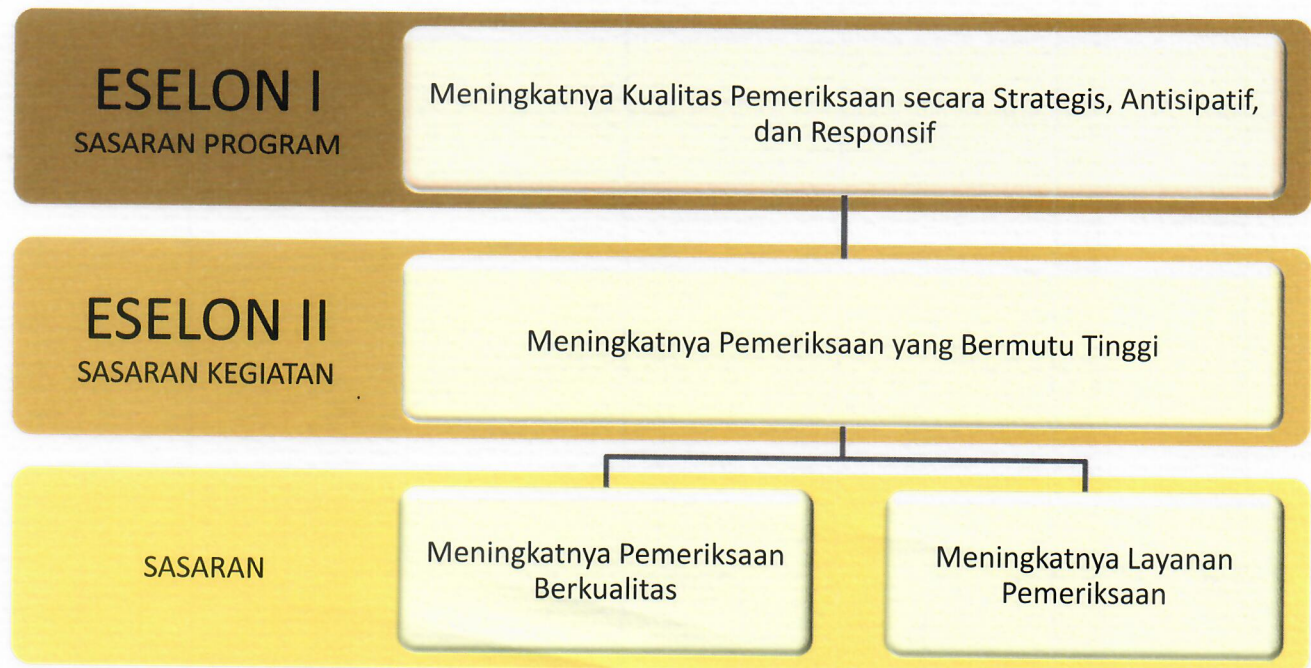 ESELON I
SASARAN PROGRAM
Meningkatnya Kualitas Pemeriksaan secara Strategis, Antisipatif,
dan Responsif
ESELON II
SASARAN KEGIATAN
Meningkatnya Pemeriksaan yang Bermutu Tinggi
SASARAN
Meningkatnya Pemeriksaan
Berkualitas
Meningkatnya Layanan
Pemeriksaan